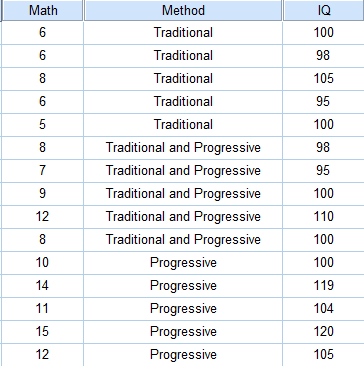 Math Method IQ
6 Traditional 100
6 Traditional 98
8 Traditional 105
6 Traditional 95
5 Traditional 100
8 Traditional and Progressive 98
7 Traditional and Progressive 95
9 Traditional and Progressive 100
12 Traditional and Progressive 110
8 Traditional and Progressive 100
10 Progressive 100
14 Progressive 119
11 Progressive 104
15 Progressive 120
12 Progressive 105